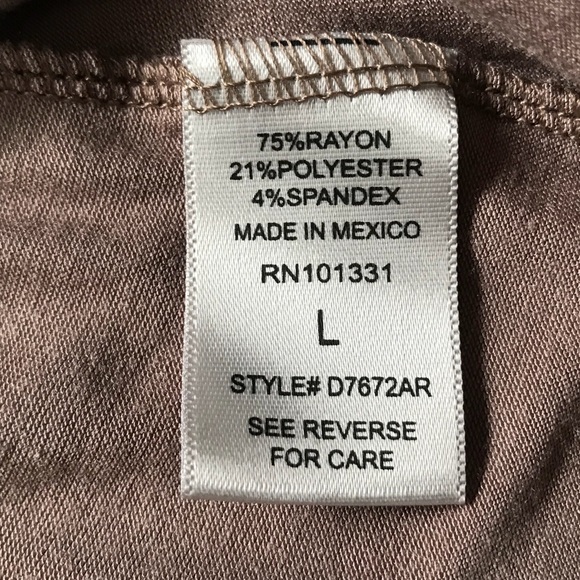 75%RAYON
21%POLYESTER
4%SPANDEX
MADE IN MEXICO
RN101331
L
STYLE# D7672AR
SEE REVERSE
FOR CARE